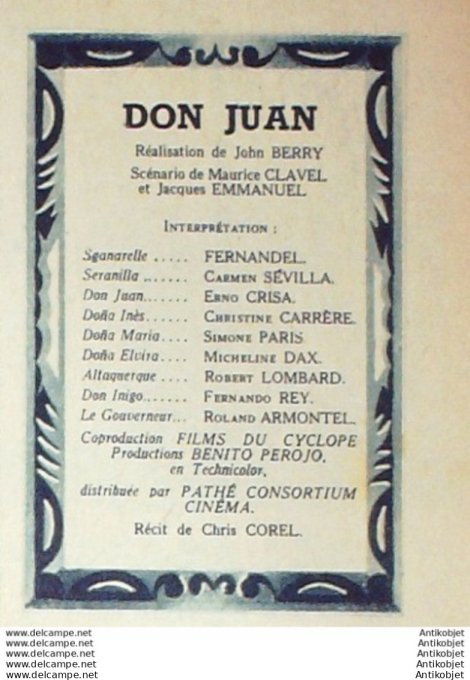 DON JUAN
Réalisation de John BERRY
Scénario de Maurice CLAVEL
et Jacques EMMANUEL
INTERPRÉTATION :
Sganarelle ..... FERNANDEL.
Seranilla ....... CARMEN SÉVILLA.
Don Juan....... ERNO CRISA.
Doña Inès...... CHRISTINE CARRÈRE.
Doña Maria.... SIMONE PARIS.
Doña Elvira.... MICHELINE DAX.
Altaquerque .... ROBERT LOMBARD.
Don Inigo....... FERNANDO REY.
Le Gouverneur... ROLAND ARMONTEL.
Coproduction FILMS DU CYCLOPE
Productions BENITO PEROJO,
en Technicolor,
distribuée par PATHÉ CONSORTIUM
CINÉMA.
Récit de Chris COREL.
www.delcampe.net Antikobjet
www.delcampe.net Antikobjet
www.delcampe.net Antikobjet
www.delcampe.net Antikobjet